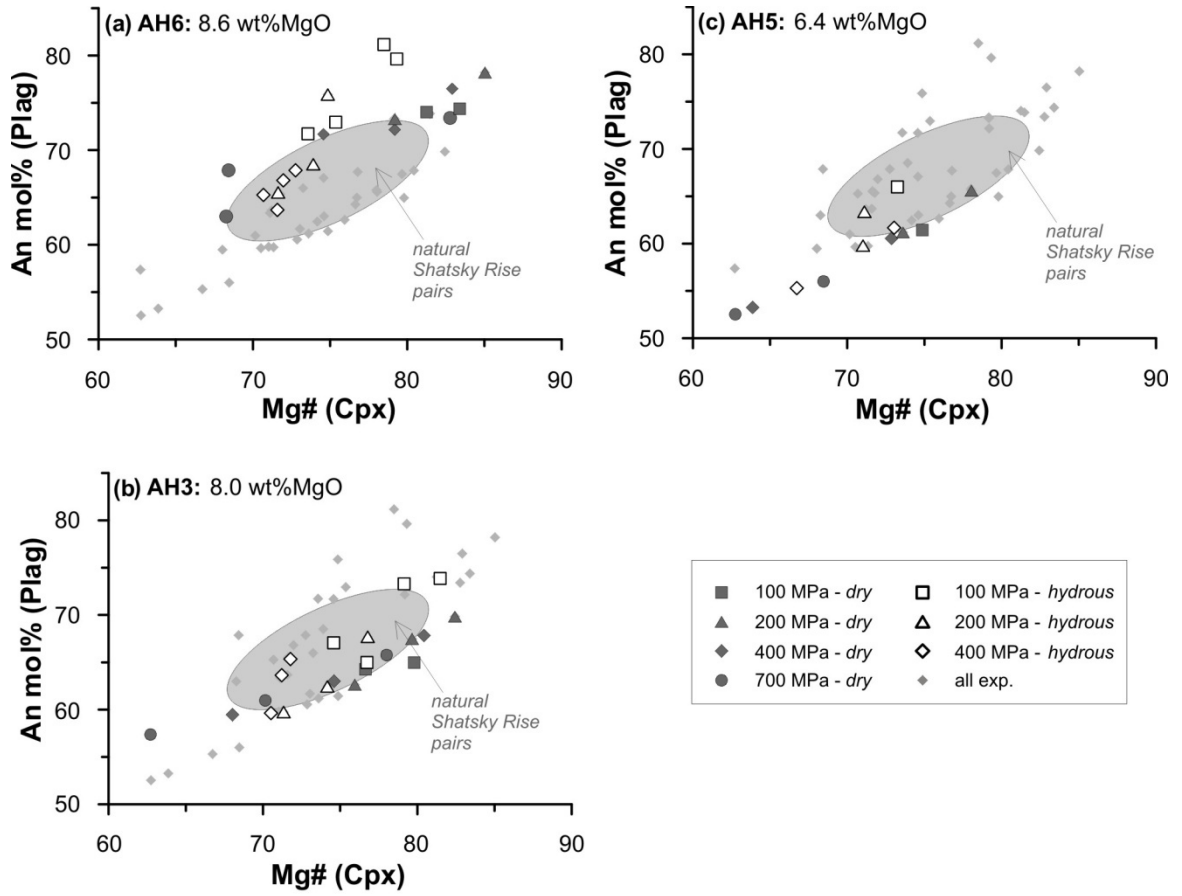 (a) AH6: 8.6 wt%MgO
An mol% (Plag)
80
70
60
50
natural
Shatsky Rise
pairs
60 70 80 90
Mg# (Cpx)
(c) AH5: 6.4 wt%MgO
An mol% (Plag)
80
70
60
50
natural
Shatsky Rise
pairs
60 70 80 90
Mg# (Cpx)
(b) AH3: 8.0 wt%MgO
An mol% (Plag)
80
70
60
50
natural
Shatsky Rise
pairs
60 70 80 90
Mg# (Cpx)
100 MPa - dry 100 MPa - hydrous
200 MPa - dry 200 MPa - hydrous
400 MPa - dry 400 MPa - hydrous
700 MPa - dry all exp.